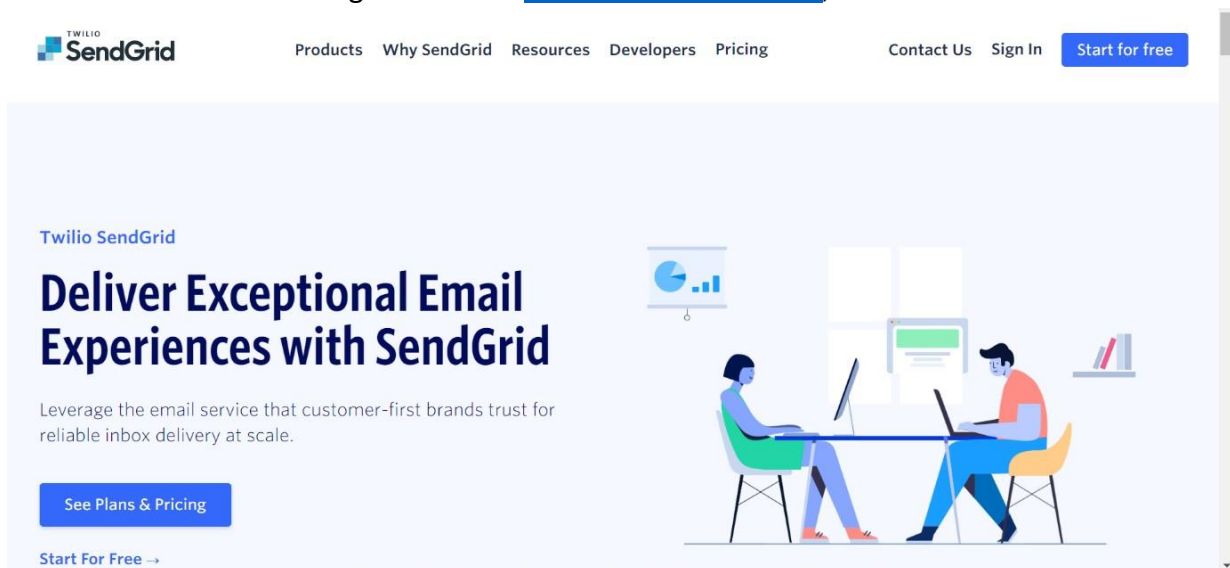 TWILIO
SendGrid
Products Why SendGrid Resources Developers Pricing Contact Us Sign In Start for free
Twilio SendGrid
Deliver Exceptional Email
Experiences with SendGrid
Leverage the email service that customer-first brands trust for
reliable inbox delivery at scale.
See Plans & Pricing
Start For Free →